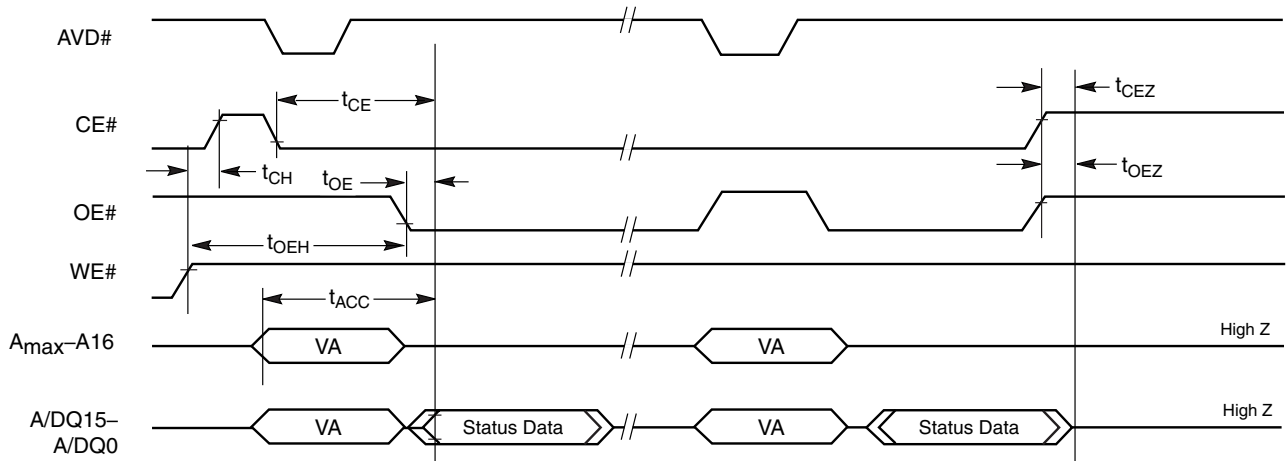 AVD#
tCE
tCEZ
CE#
tCH
tOE
tOEZ
OE#
tOEH
WE#
tACC
Amax–A16
VA
VA
High Z
A/DQ15–
A/DQ0
VA
Status Data
VA
Status Data
High Z